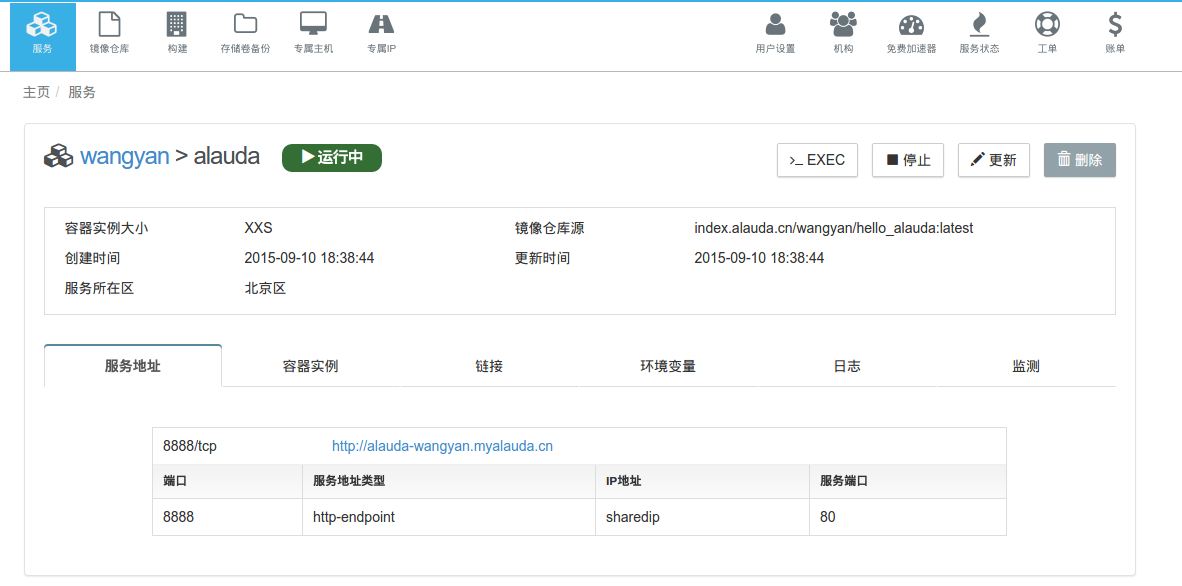 服务 镜像仓库 构建 存储卷备份 专属主机 专属IP 用户设置 机构 免费加速器 服务状态 工单 账单
主页 / 服务
wangyan > alauda 运行中 >_ EXEC 停止 更新 删除
容器实例大小 XXS 镜像仓库源 index.alauda.cn/wangyan/hello_alauda:latest
创建时间 2015-09-10 18:38:44 更新时间 2015-09-10 18:38:44
服务所在区 北京区
服务地址 容器实例 链接 环境变量 日志 监测
8888/tcp http://alauda-wangyan.myalauda.cn
端口 服务地址类型 IP地址 服务端口
8888 http-endpoint sharedip 80